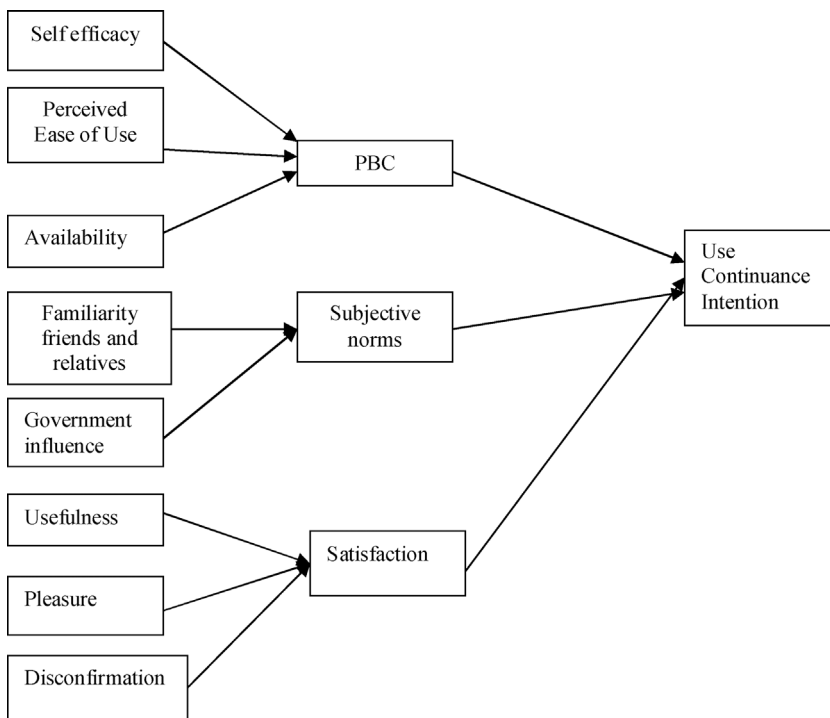 Self efficacy
Perceived
Ease of Use
PBC
Availability
Use
Continuance
Intention
Familiarity
friends and
relatives
Subjective
norms
Government
influence
Usefulness
Satisfaction
Pleasure
Disconfirmation